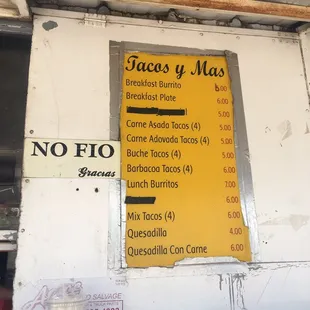 Tacos y Mas
Breakfast Burrito 6.00
Breakfast Plate 6.00
5.00
Carne Asada Tacos (4) 5.00
Carne Adovada Tacos (4) 5.00
Buche Tacos (4) 5.00
Barbacoa Tacos (4) 6.00
Lunch Burritos 7.00
6.00
Mix Tacos (4) 6.00
Quesadilla 4.00
Quesadilla Con Carne 6.00
NO FIO
Gracias
SALVAGE